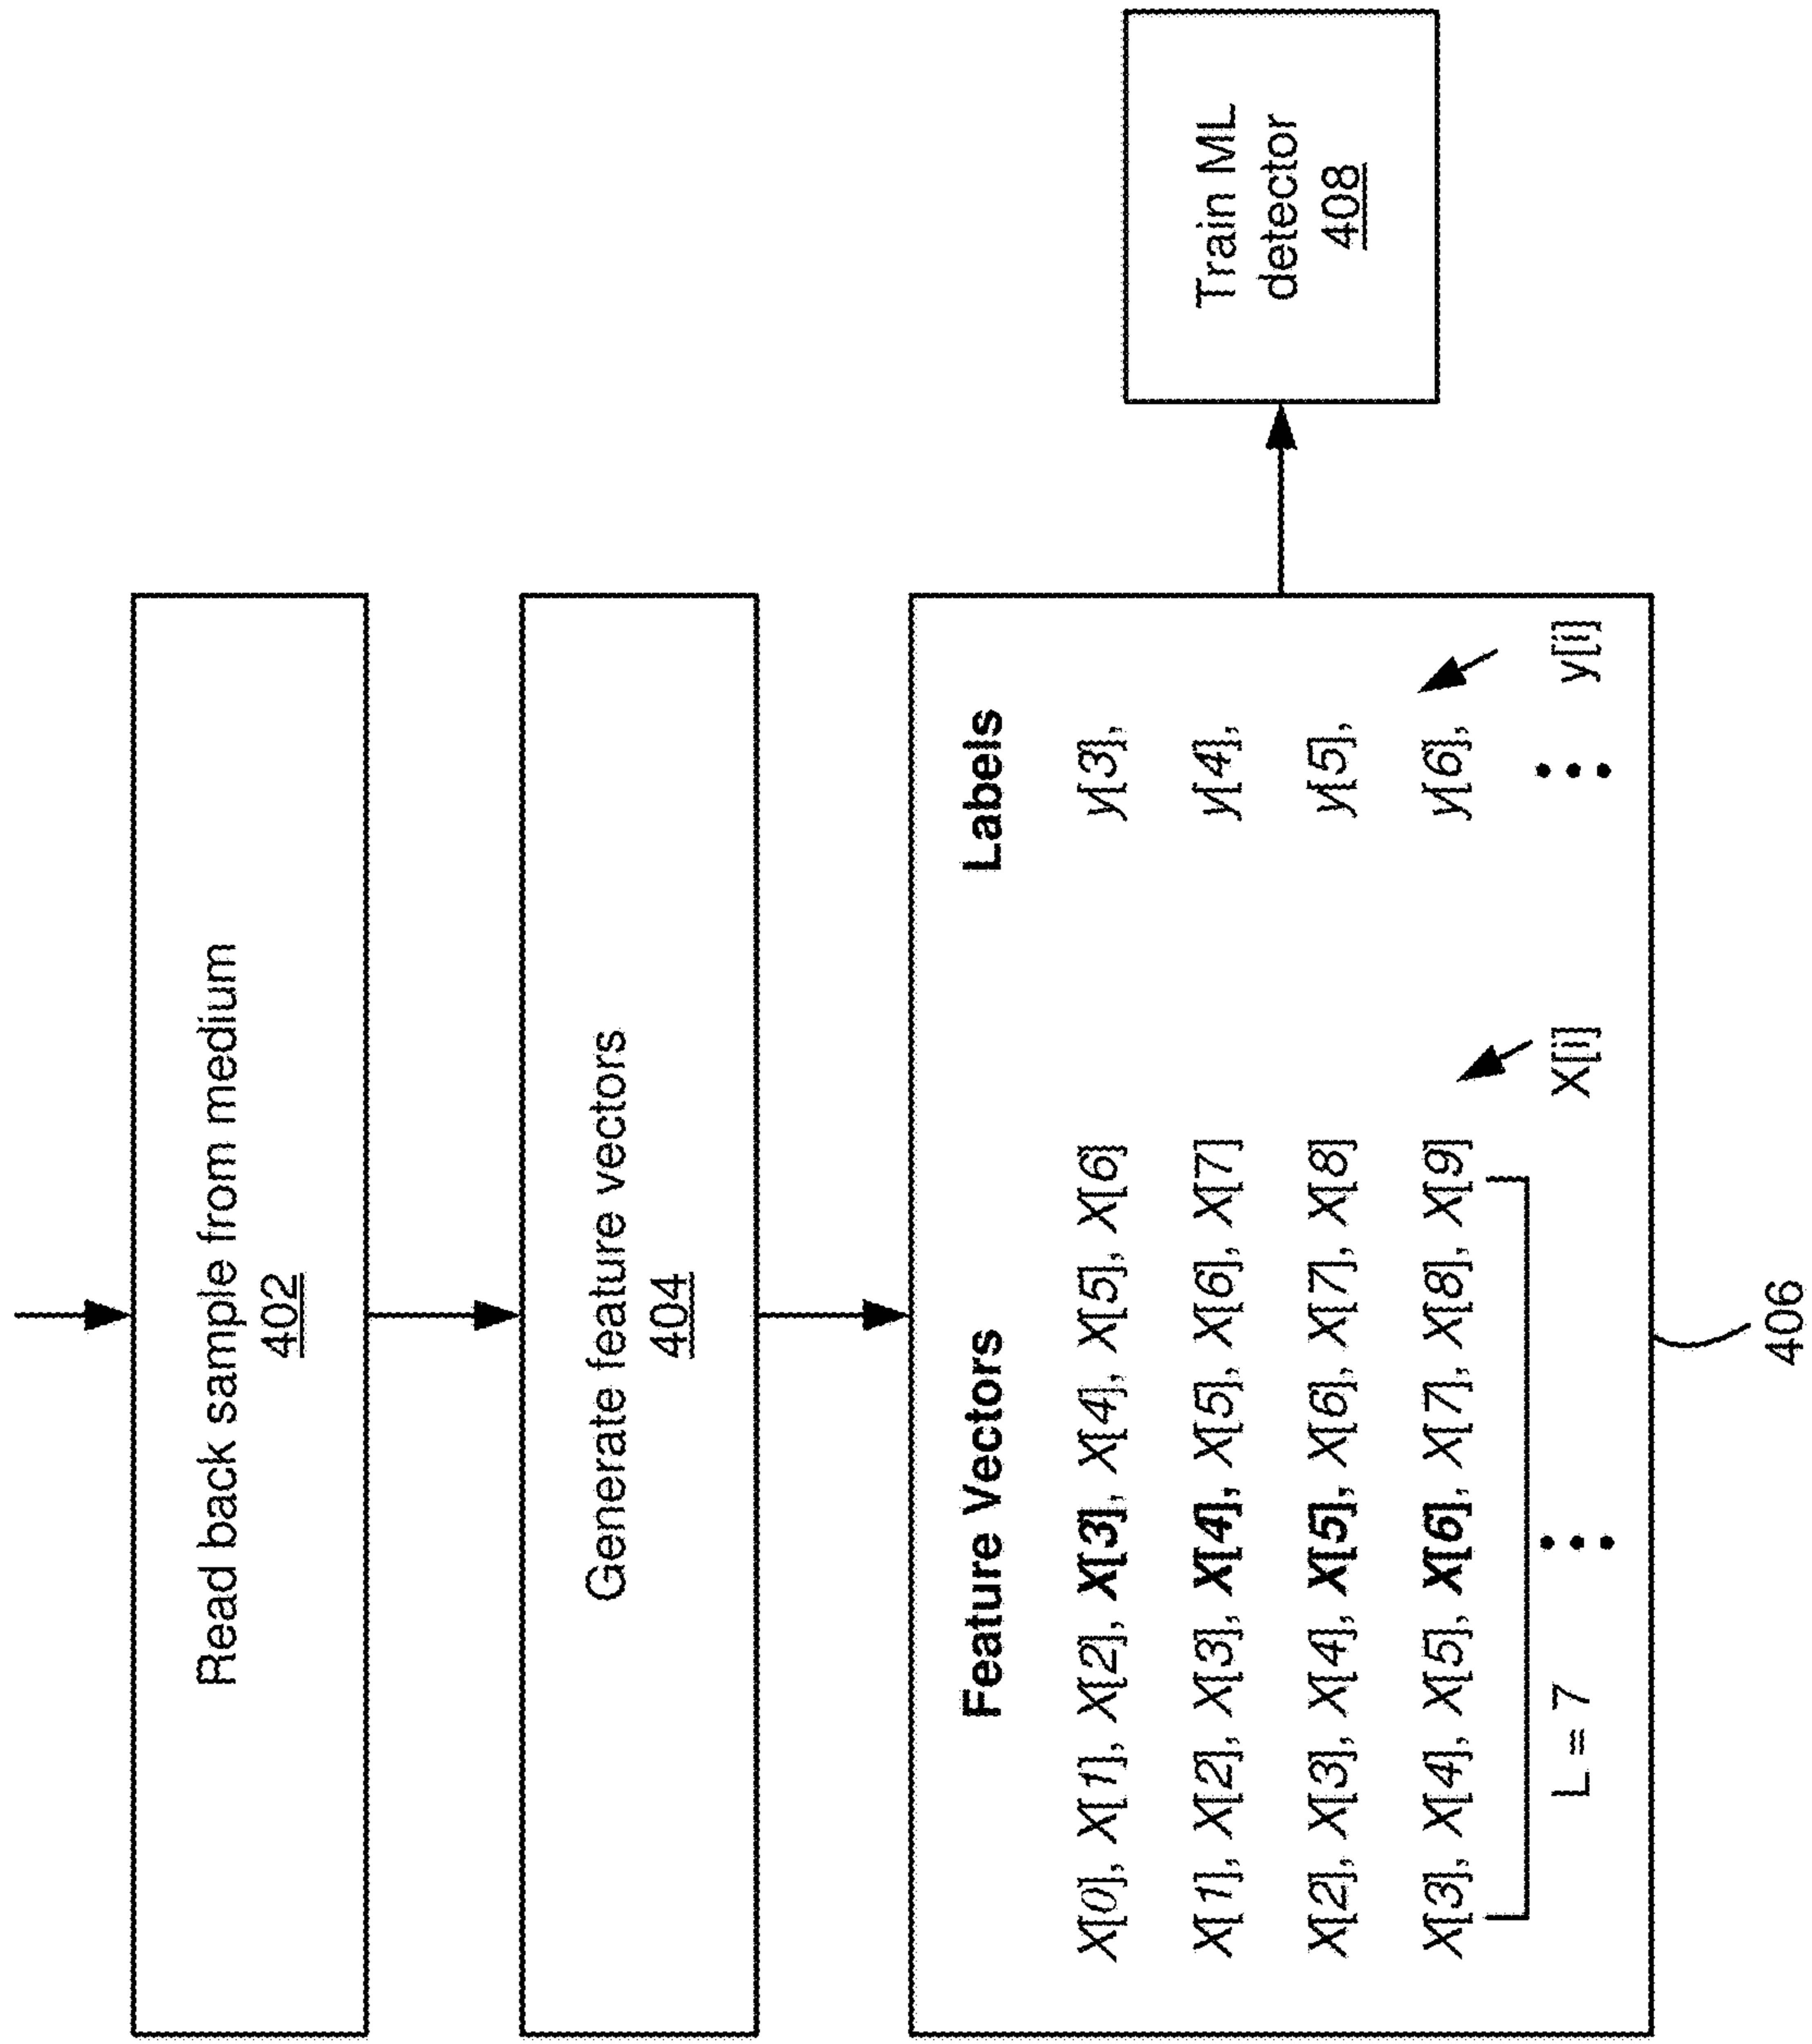 Read back sample from medium
402
Generate feature vectors
404
Feature Vectors
Labels
X[0], X[1], X[2], X[3], X[4], X[5], X[6]
y[3],
X[1], X[2], X[3], X[4], X[5], X[6], X[7]
y[4],
X[2], X[3], X[4], X[5], X[6], X[7], X[8]
y[5],
X[3], X[4], X[5], X[6], X[7], X[8], X[9]
y[6],
L = 7
X[i]
y[i]
406
Train ML
detector
408